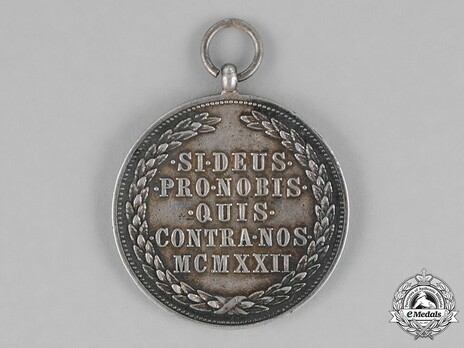 ·SI·DEUS·
PRO·NOBIS·
·QUIS·
CONTRA·NOS
MCMXXII
eMedals